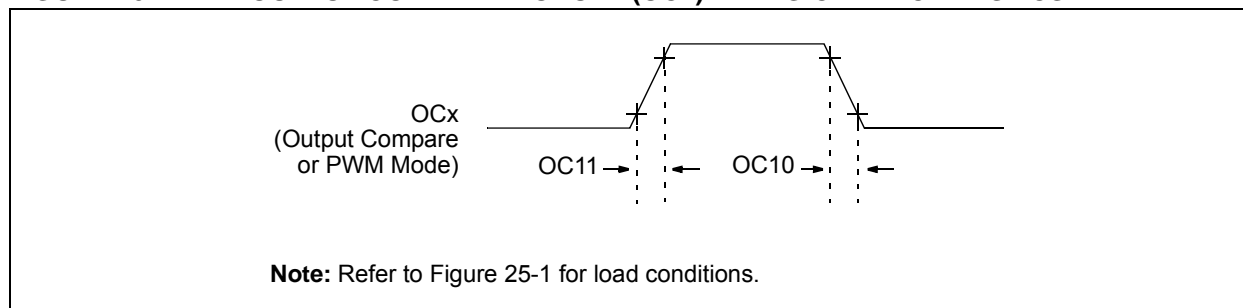 OCx
(Output Compare
or PWM Mode)
OC11
OC10
Note: Refer to Figure 25-1 for load conditions.